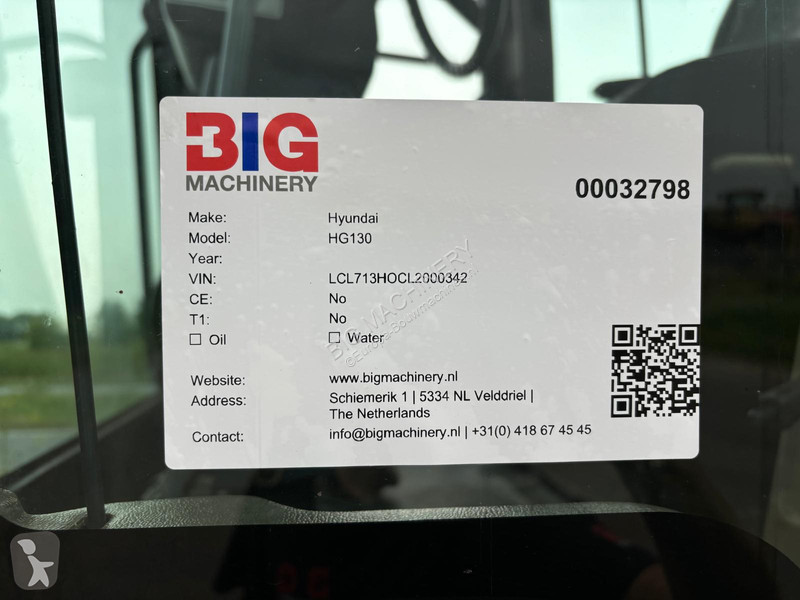 BIG
MACHINERY
00032798
Make: Hyundai
Model: HG130
Year:
VIN: LCL713HOCL2000342
CE: No
T1: No
☐ Oil ☐ Water
Website: www.bigmachinery.nl
Address: Schiemerik 1 | 5334 NL Velddriel |
The Netherlands
Contact: info@bigmachinery.nl | +31(0) 418 67 45 45
BIG MACHINERY